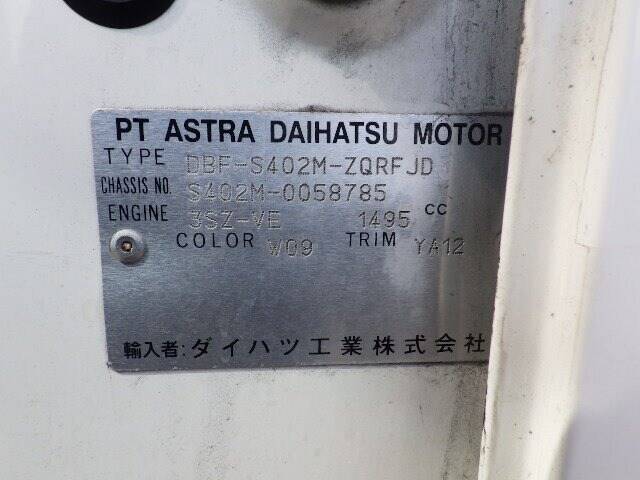 PT ASTRA DAIHATSU MOTOR
TYPE DBF-S402M-ZQRFJD
CHASSIS NO. S402M-0058785
ENGINE 3SZ-VE 1495 CC
COLOR W09 TRIM YA12
輸入者:ダイハツ工業株式会社